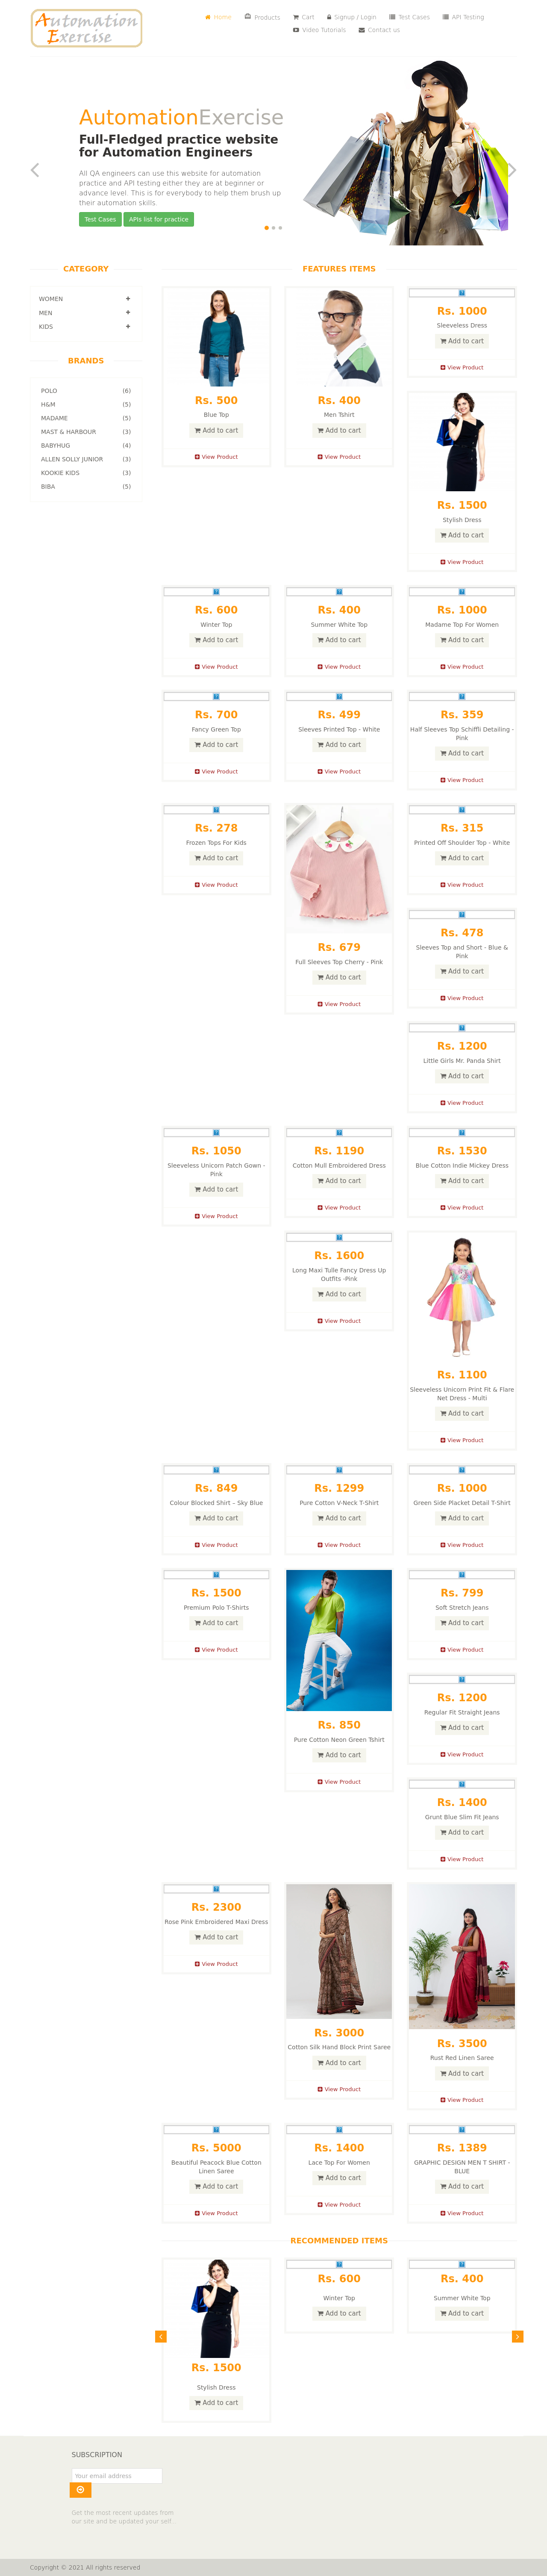 Automation
Exercise
Home
Products
Cart
Signup / Login
Test Cases
API Testing
Video Tutorials
Contact us
AutomationExercise
Full-Fledged practice website
for Automation Engineers
All QA engineers can use this website for automation
practice and API testing either they are at beginner or
advance level. This is for everybody to help them brush up
their automation skills.
Test Cases
APIs list for practice
CATEGORY
WOMEN
MEN
KIDS
BRANDS
POLO (6)
H&M (5)
MADAME (5)
MAST & HARBOUR (3)
BABYHUG (4)
ALLEN SOLLY JUNIOR (3)
KOOKIE KIDS (3)
BIBA (5)
FEATURES ITEMS
Rs. 500
Blue Top
Add to cart
View Product
Rs. 400
Men Tshirt
Add to cart
View Product
Rs. 1000
Sleeveless Dress
Add to cart
View Product
Rs. 1500
Stylish Dress
Add to cart
View Product
Rs. 600
Winter Top
Add to cart
View Product
Rs. 400
Summer White Top
Add to cart
View Product
Rs. 1000
Madame Top For Women
Add to cart
View Product
Rs. 700
Fancy Green Top
Add to cart
View Product
Rs. 499
Sleeves Printed Top - White
Add to cart
View Product
Rs. 359
Half Sleeves Top Schiffli Detailing -
Pink
Add to cart
View Product
Rs. 278
Frozen Tops For Kids
Add to cart
View Product
Rs. 679
Full Sleeves Top Cherry - Pink
Add to cart
View Product
Rs. 315
Printed Off Shoulder Top - White
Add to cart
View Product
Rs. 478
Sleeves Top and Short - Blue &
Pink
Add to cart
View Product
Rs. 1200
Little Girls Mr. Panda Shirt
Add to cart
View Product
Rs. 1050
Sleeveless Unicorn Patch Gown -
Pink
Add to cart
View Product
Rs. 1190
Cotton Mull Embroidered Dress
Add to cart
View Product
Rs. 1530
Blue Cotton Indie Mickey Dress
Add to cart
View Product
Rs. 1600
Long Maxi Tulle Fancy Dress Up
Outfits -Pink
Add to cart
View Product
Rs. 1100
Sleeveless Unicorn Print Fit & Flare
Net Dress - Multi
Add to cart
View Product
Rs. 849
Colour Blocked Shirt – Sky Blue
Add to cart
View Product
Rs. 1299
Pure Cotton V-Neck T-Shirt
Add to cart
View Product
Rs. 1000
Green Side Placket Detail T-Shirt
Add to cart
View Product
Rs. 1500
Premium Polo T-Shirts
Add to cart
View Product
Rs. 850
Pure Cotton Neon Green Tshirt
Add to cart
View Product
Rs. 799
Soft Stretch Jeans
Add to cart
View Product
Rs. 1200
Regular Fit Straight Jeans
Add to cart
View Product
Rs. 1400
Grunt Blue Slim Fit Jeans
Add to cart
View Product
Rs. 2300
Rose Pink Embroidered Maxi Dress
Add to cart
View Product
Rs. 3000
Cotton Silk Hand Block Print Saree
Add to cart
View Product
Rs. 3500
Rust Red Linen Saree
Add to cart
View Product
Rs. 5000
Beautiful Peacock Blue Cotton
Linen Saree
Add to cart
View Product
Rs. 1400
Lace Top For Women
Add to cart
View Product
Rs. 1389
GRAPHIC DESIGN MEN T SHIRT -
BLUE
Add to cart
View Product
RECOMMENDED ITEMS
Rs. 1500
Stylish Dress
Add to cart
Rs. 600
Winter Top
Add to cart
Rs. 400
Summer White Top
Add to cart
SUBSCRIPTION
Your email address
Get the most recent updates from
our site and be updated your self...
Copyright © 2021 All rights reserved